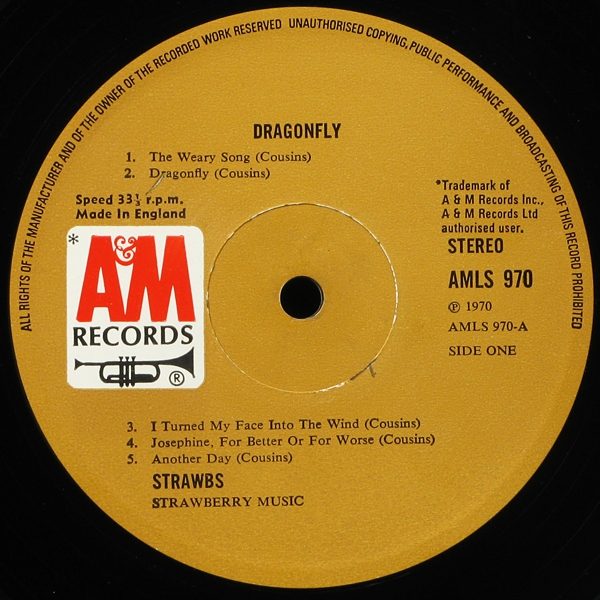 ALL RIGHTS OF THE MANUFACTURER AND OF THE OWNER OF THE RECORDED WORK RESERVED UNAUTHORISED COPYING, PUBLIC PERFORMANCE AND BROADCASTING OF THIS RECORD PROHIBITED
DRAGONFLY
1. The Weary Song (Cousins)
2. Dragonfly (Cousins)
Speed 33⅓ r.p.m.
Made In England
*
A&M
RECORDS
®
*Trademark of
A & M Records Inc.,
A & M Records Ltd
authorised user.
STEREO
AMLS 970
℗ 1970
AMLS 970-A
SIDE ONE
3. I Turned My Face Into The Wind (Cousins)
4. Josephine, For Better Or For Worse (Cousins)
5. Another Day (Cousins)
STRAWBS
STRAWBERRY MUSIC